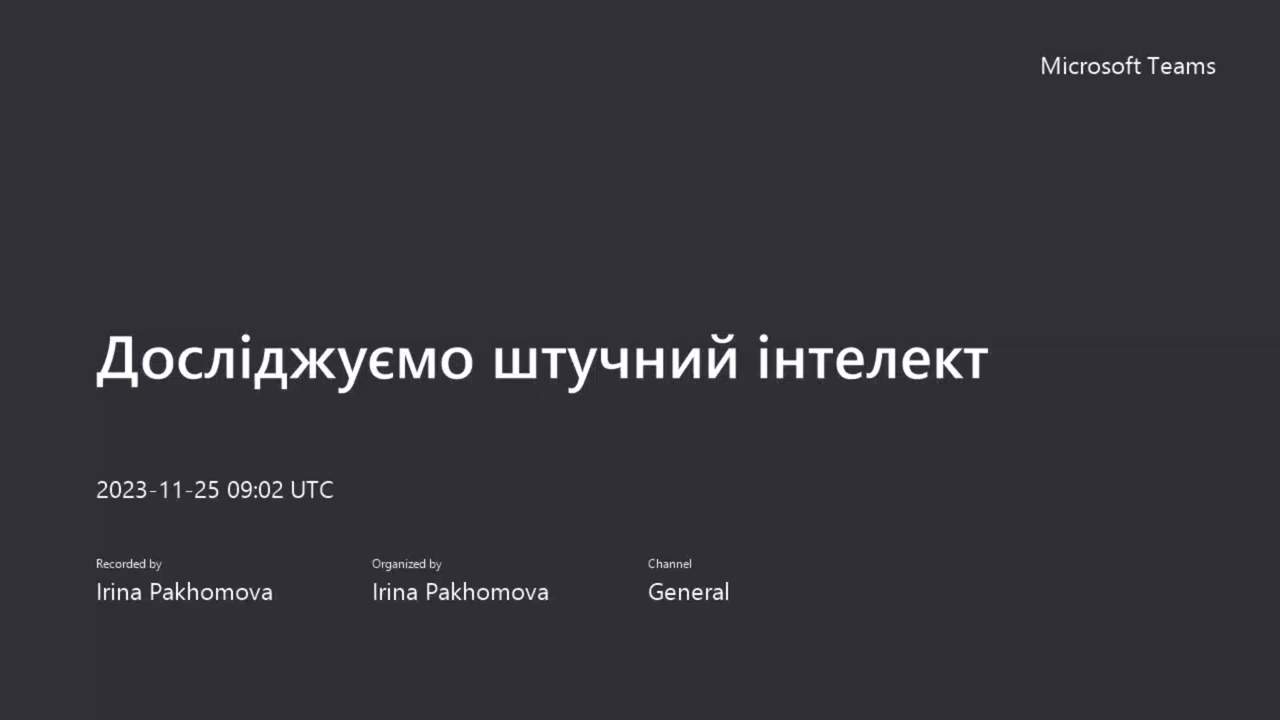 Microsoft Teams
Досліджуємо штучний інтелект
2023-11-25 09:02 UTC
Recorded by
Irina Pakhomova
Organized by
Irina Pakhomova
Channel
General